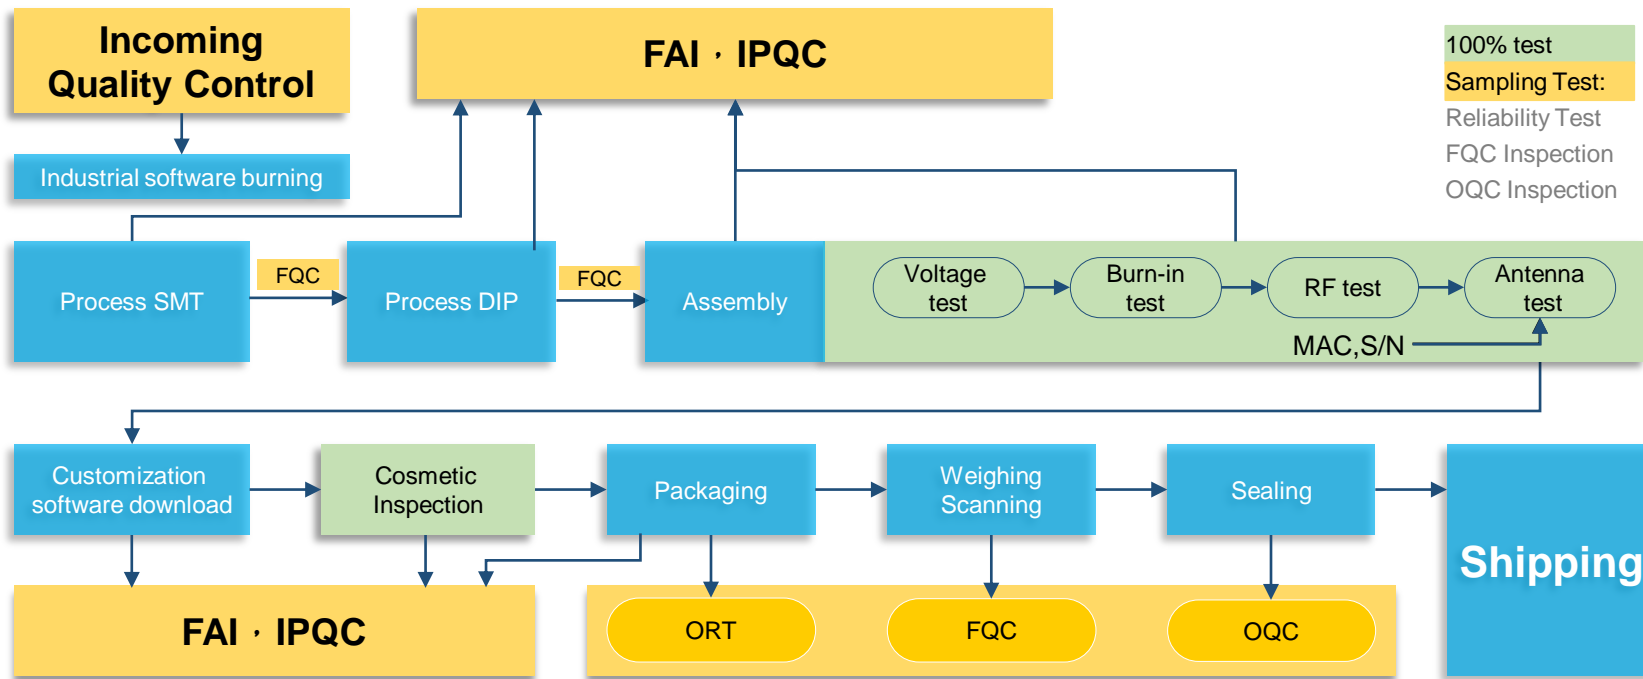 Incoming
Quality Control
FAI，IPQC
100% test
Sampling Test:
Reliability Test
FQC Inspection
OQC Inspection
Industrial software burning
Process SMT
FQC
Process DIP
FQC
Assembly
Voltage
test
Burn-in
test
RF test
Antenna
test
MAC,S/N
Customization
software download
Cosmetic
Inspection
Packaging
Weighing
Scanning
Sealing
Shipping
FAI，IPQC
ORT
FQC
OQC